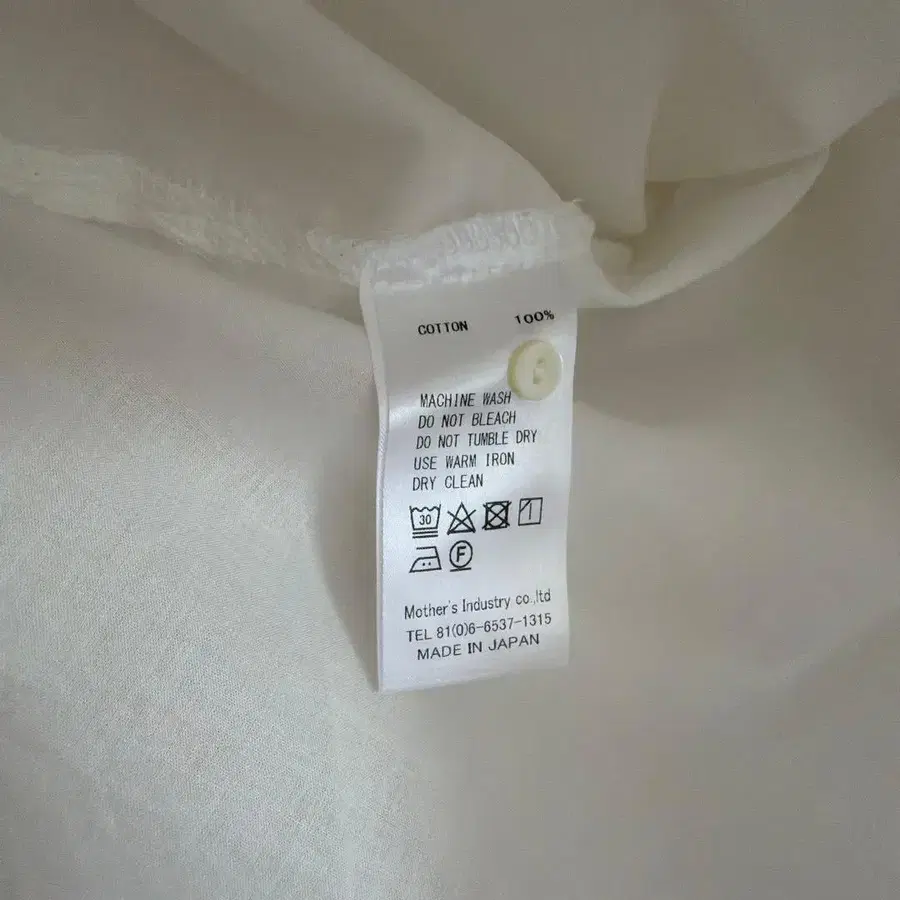 COTTON 100%
MACHINE WASH
DO NOT BLEACH
DO NOT TUMBLE DRY
USE WARM IRON
DRY CLEAN
30
F
Mother's Industry co.,ltd
TEL 81(0)6-6537-1315
MADE IN JAPAN